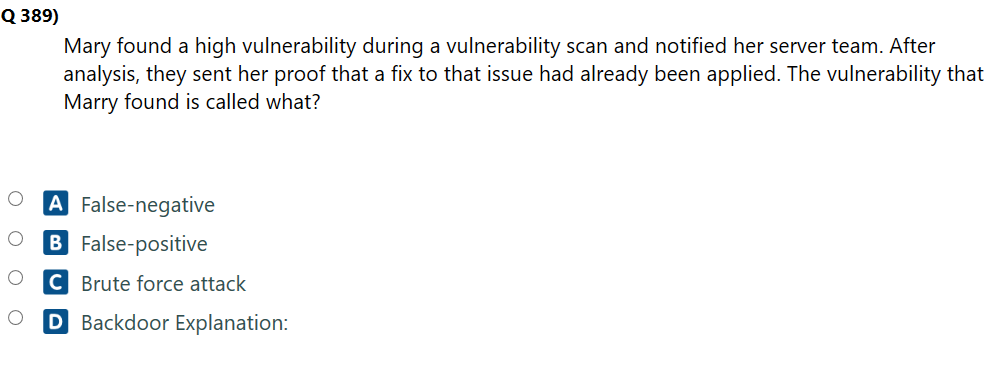 Q 389)
Mary found a high vulnerability during a vulnerability scan and notified her server team. After
analysis, they sent her proof that a fix to that issue had already been applied. The vulnerability that
Marry found is called what?
A False-negative
B False-positive
C Brute force attack
D Backdoor Explanation: